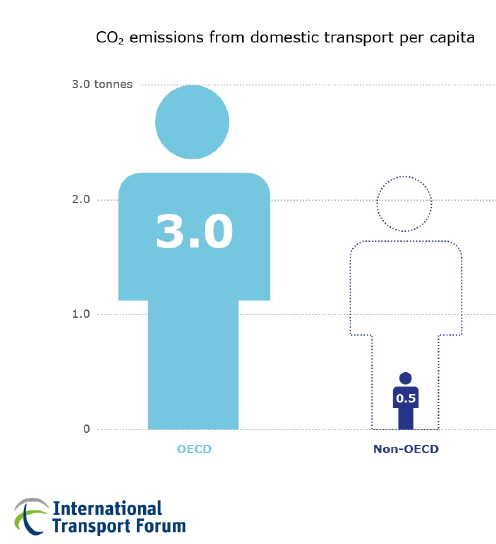 CO₂ emissions from domestic transport per capita
3.0 tonnes
2.0
3.0
1.0
0.5
0
OECD
Non-OECD
International
Transport Forum